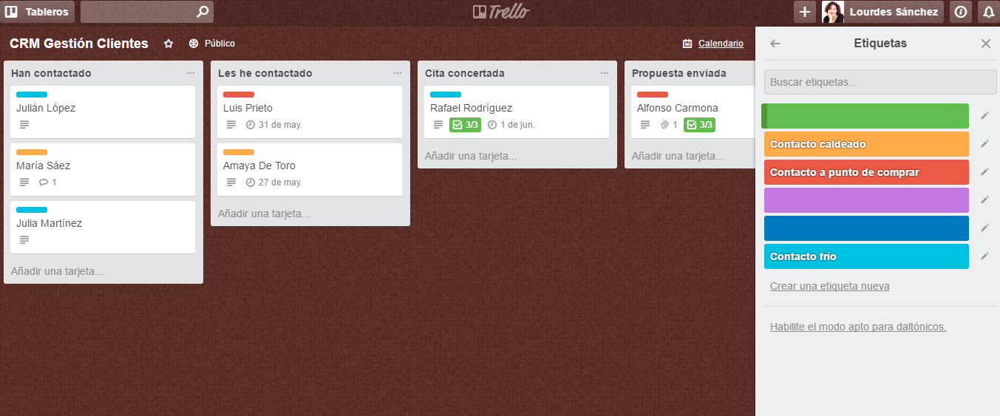 Tableros
Trello
Lourdes Sánchez
CRM Gestión Clientes
Público
Calendario
Han contactado
Julián López
María Sáez
1
Julia Martínez
Añadir una tarjeta...
Les he contactado
Luis Prieto
31 de may.
Amaya De Toro
27 de may.
Añadir una tarjeta...
Cita concertada
Rafael Rodríguez
3/3 1 de jun.
Añadir una tarjeta...
Propuesta enviada
Alfonso Carmona
1 3/3
Añadir una tarjeta...
Etiquetas
Buscar etiquetas...
Contacto caldeado
Contacto a punto de comprar
Contacto frío
Crear una etiqueta nueva
Habilite el modo apto para daltónicos.